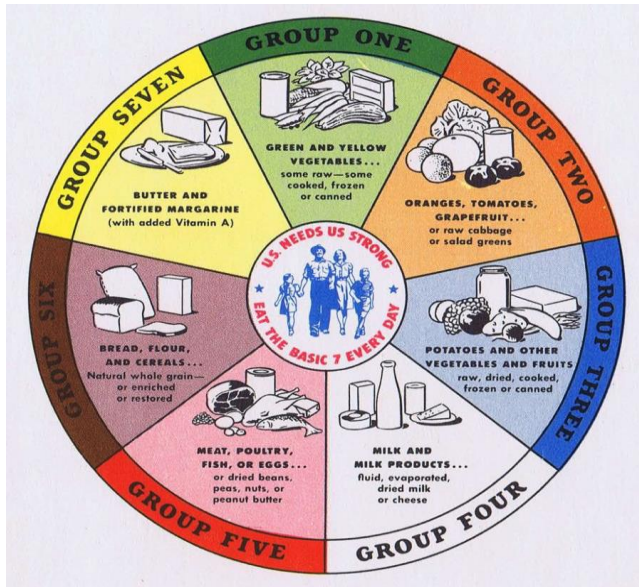 GROUP ONE
GREEN AND YELLOW
VEGETABLES...
some raw—some
cooked, frozen
or canned
GROUP TWO
ORANGES, TOMATOES,
GRAPEFRUIT...
or raw cabbage
or salad greens
GROUP THREE
POTATOES AND OTHER
VEGETABLES AND FRUITS
raw, dried, cooked,
frozen or canned
GROUP FOUR
MILK AND
MILK PRODUCTS...
fluid, evaporated,
dried milk
or cheese
GROUP FIVE
MEAT, POULTRY,
FISH, OR EGGS...
or dried beans,
peas, nuts, or
peanut butter
GROUP SIX
BREAD, FLOUR,
AND CEREALS...
Natural whole grain—
or enriched
or restored
GROUP SEVEN
BUTTER AND
FORTIFIED MARGARINE
(with added Vitamin A)
U.S. NEEDS US STRONG
EAT THE BASIC 7 EVERY DAY